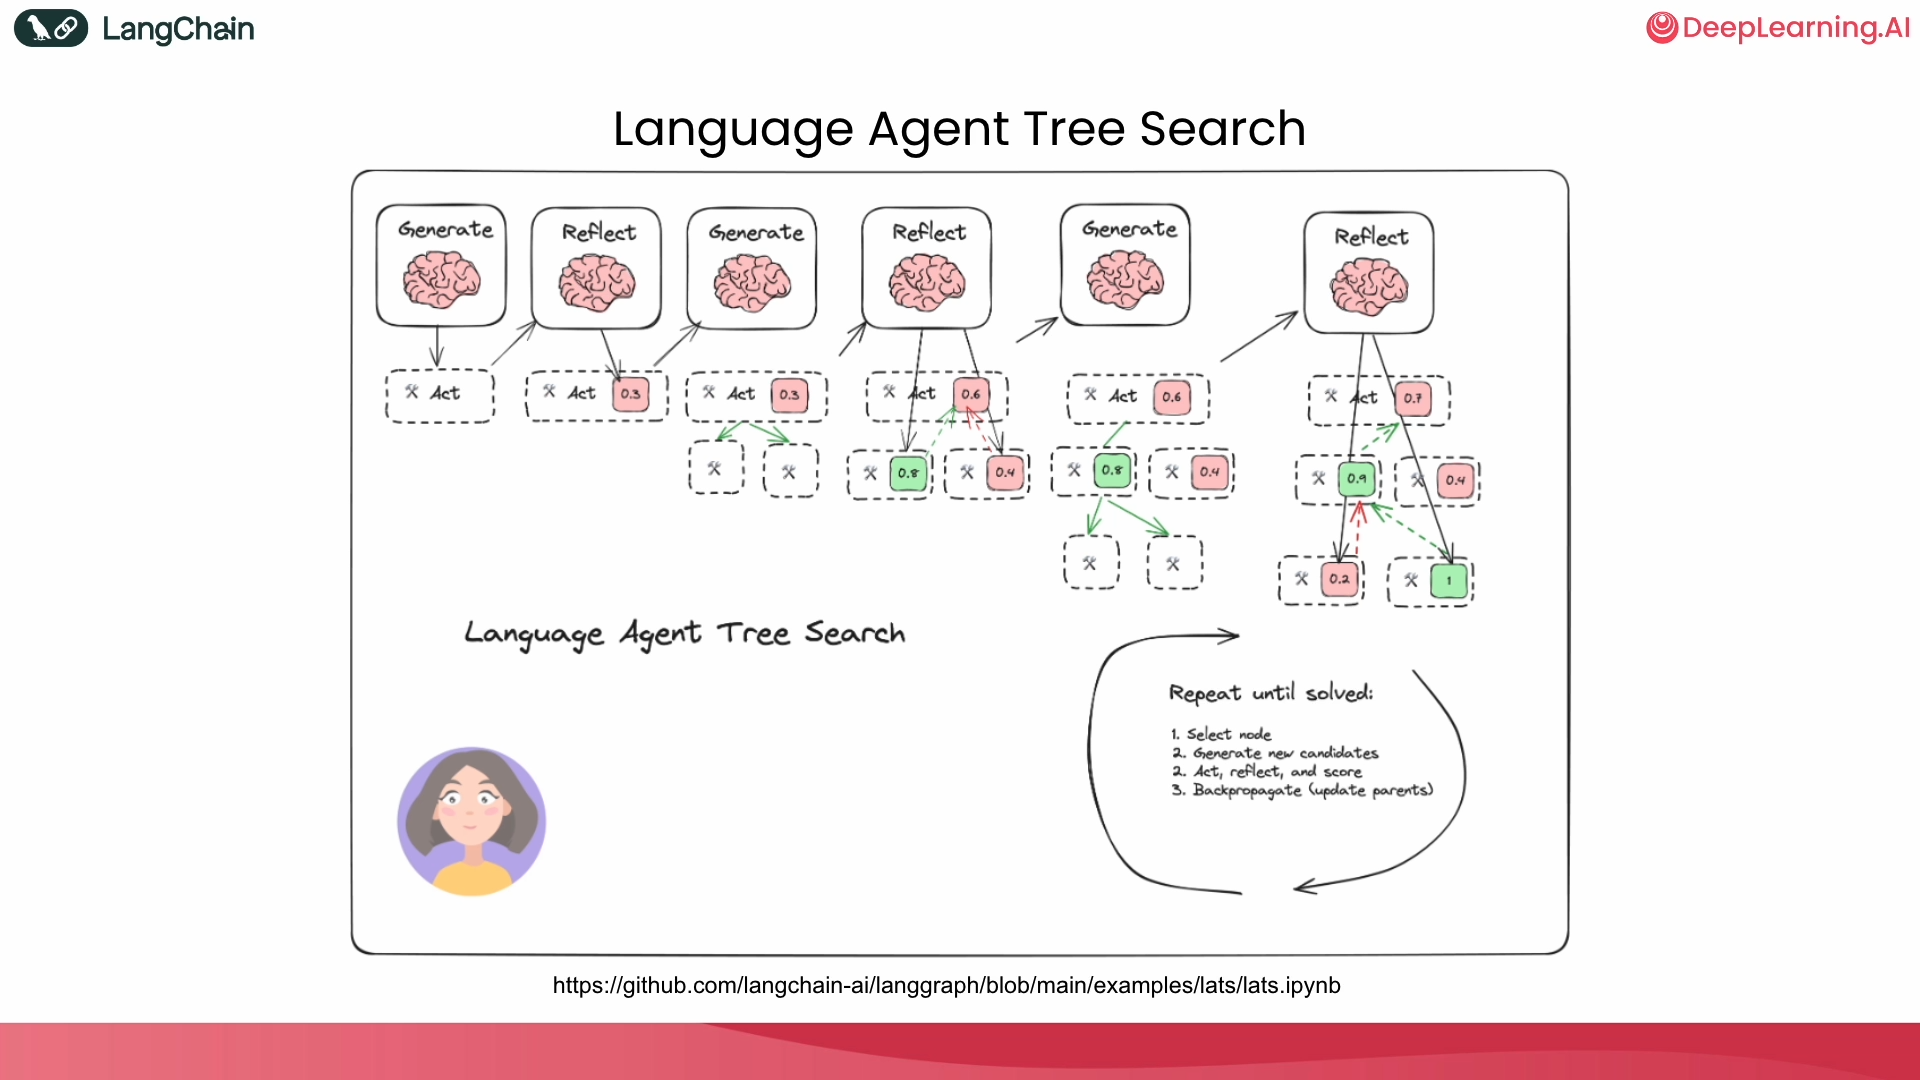 LangChain
DeepLearning.AI
Language Agent Tree Search
Generate
Reflect
Generate
Reflect
Generate
Reflect
Act
Act 0.3
Act 0.3
Act 0.6
Act 0.6
Act 0.7
0.8 0.4
0.8 0.4
0.9 0.4
0.2 1
Language Agent Tree Search
Repeat until solved:
1. Select node
2. Generate new candidates
2. Act, reflect, and score
3. Backpropagate (update parents)
https://github.com/langchain-ai/langgraph/blob/main/examples/lats/lats.ipynb